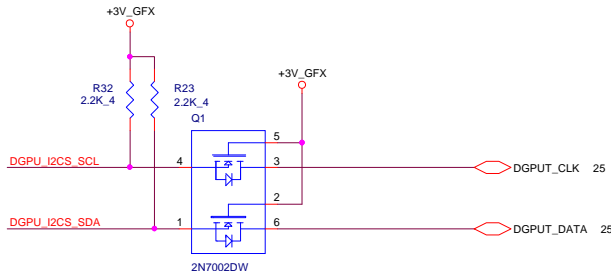 +3V_GFX
+3V_GFX
R32 R23
2.2K_4 2.2K_4
Q1
5
DGPU_I2CS_SCL 4 3 DGPUT_CLK 25
2
DGPU_I2CS_SDA 1 6 DGPUT_DATA 25
2N7002DW